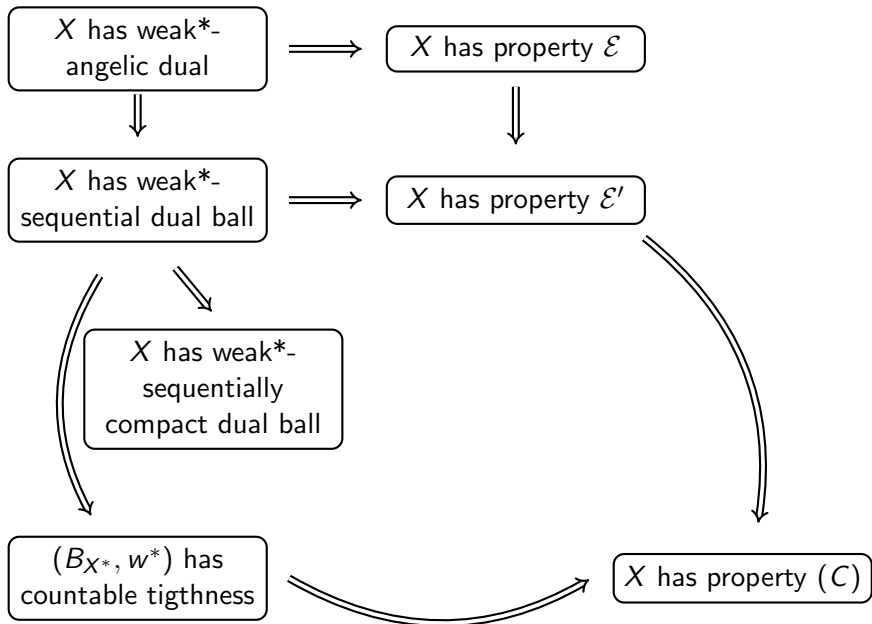 X has weak*-
angelic dual
X has property ℰ
X has weak*-
sequential dual ball
X has property ℰ′
X has weak*-
sequentially
compact dual ball
(B_{X*}, w*) has
countable tigthness
X has property (C)